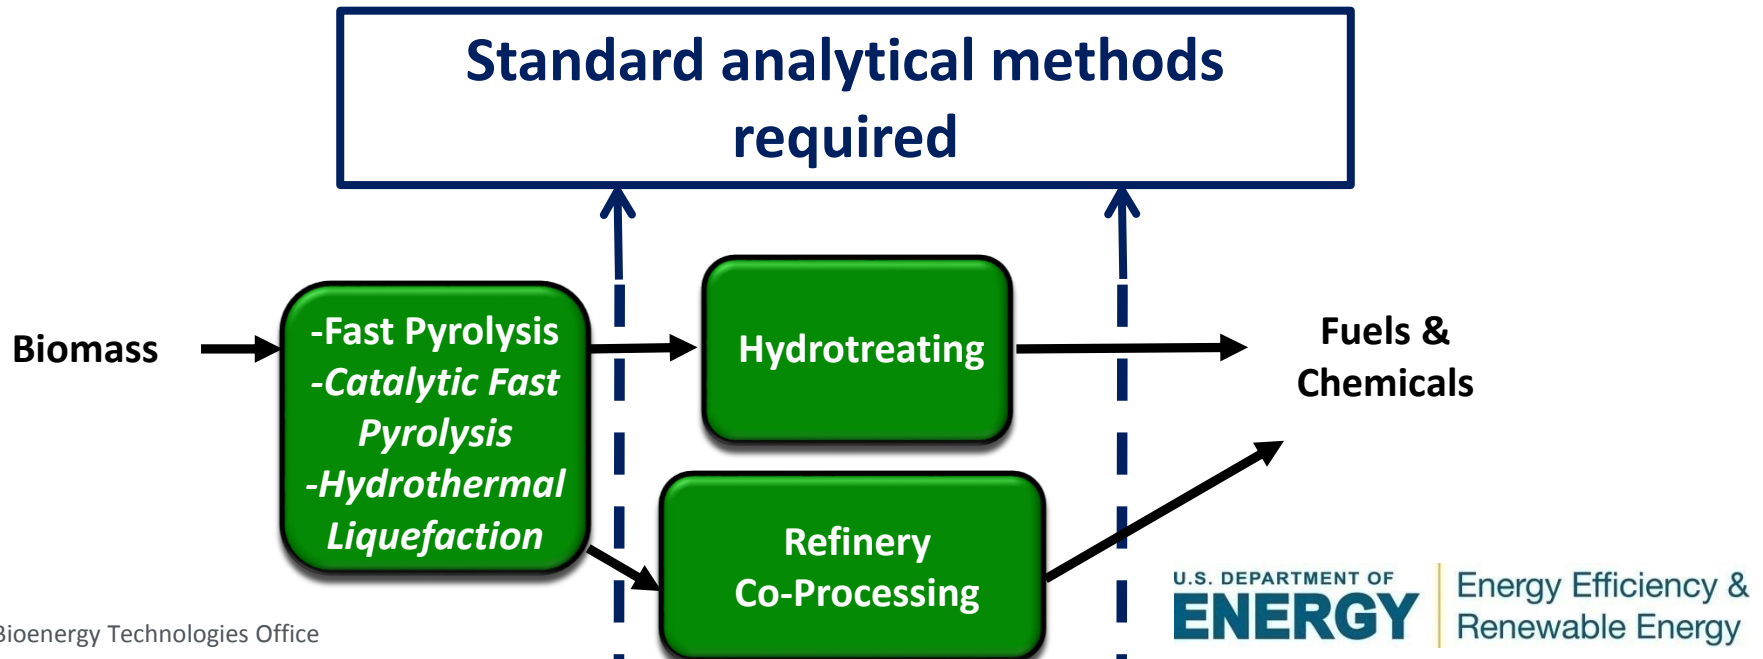 Standard analytical methods
required
Biomass
-Fast Pyrolysis
-Catalytic Fast
Pyrolysis
-Hydrothermal
Liquefaction
Hydrotreating
Refinery
Co-Processing
Fuels &
Chemicals
Bioenergy Technologies Office
U.S. DEPARTMENT OF
ENERGY
Energy Efficiency &
Renewable Energy